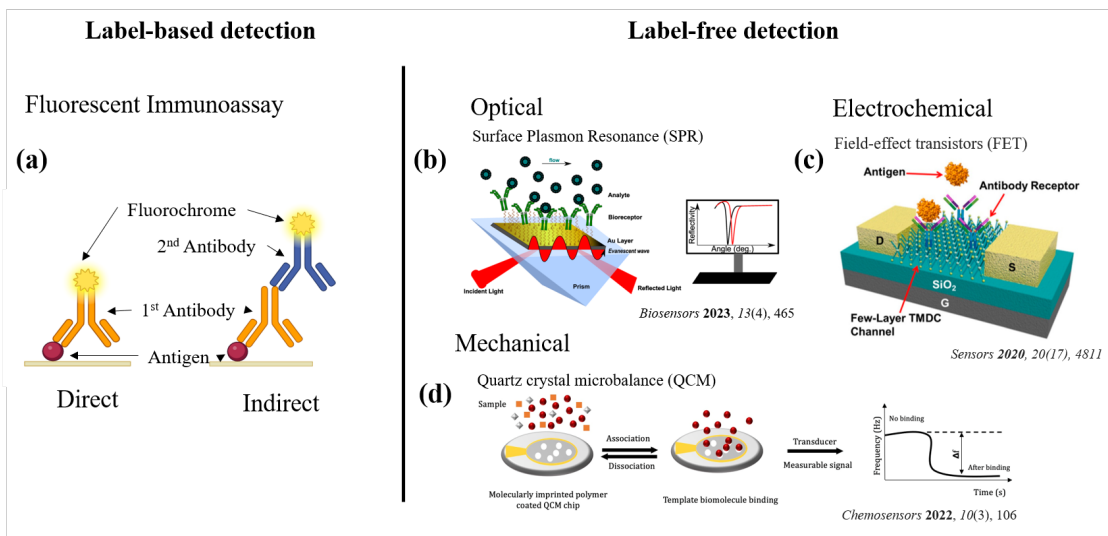 Label-based detection
Label-free detection
Fluorescent Immunoassay
(a)
Fluorochrome
2nd Antibody
1st Antibody
Antigen
Direct
Indirect
Optical
Surface Plasmon Resonance (SPR)
(b)
flow
Analyte
Bioreceptor
Au Layer
Evanescent wave
Prism
Incident Light
Reflected Light
Reflectivity
Angle (deg.)
Biosensors 2023, 13(4), 465
Electrochemical
Field-effect transistors (FET)
(c)
Antigen
Antibody Receptor
D
S
SiO2
G
Few-Layer TMDC
Channel
Sensors 2020, 20(17), 4811
Mechanical
Quartz crystal microbalance (QCM)
(d)
Sample
Association
Dissociation
Transducer
Measurable signal
Molecularly imprinted polymer
coated QCM chip
Template biomolecule binding
Frequency (Hz)
No binding
Δf
After binding
Time (s)
Chemosensors 2022, 10(3), 106